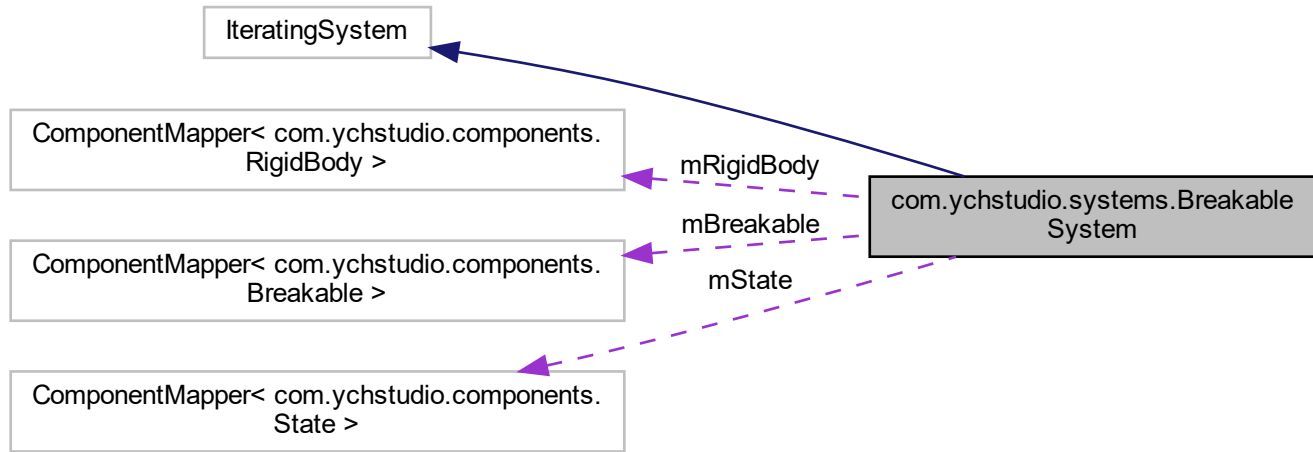 IteratingSystem
ComponentMapper< com.ychstudio.components.
RigidBody >
mRigidBody
com.ychstudio.systems.Breakable
System
mBreakable
ComponentMapper< com.ychstudio.components.
Breakable >
mState
ComponentMapper< com.ychstudio.components.
State >